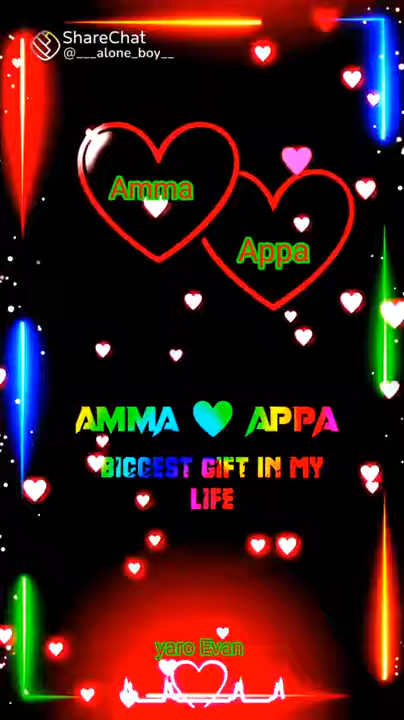 ShareChat
@___alone_boy__
Amma
Appa
AMMA 🩵 APPA
BIGGEST GIFT IN MY
LIFE
yaro Evan